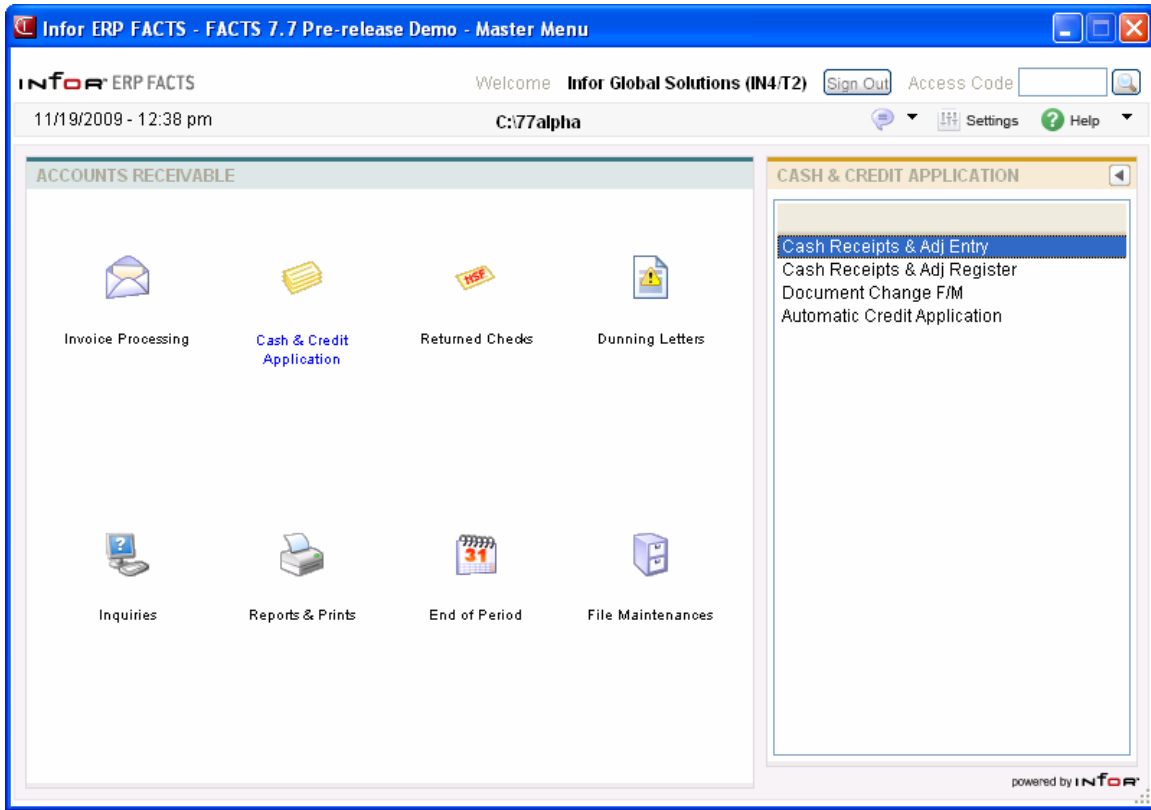 Infor ERP FACTS - FACTS 7.7 Pre-release Demo - Master Menu
infor ERP FACTS
Welcome Infor Global Solutions (IN4/T2) Sign Out Access Code
11/19/2009 - 12:38 pm C:\77alpha Settings Help
ACCOUNTS RECEIVABLE
CASH & CREDIT APPLICATION
Cash Receipts & Adj Entry
Cash Receipts & Adj Register
Document Change F/M
Automatic Credit Application
NSF
Invoice Processing
Cash & Credit
Application
Returned Checks
Dunning Letters
?
31
Inquiries
Reports & Prints
End of Period
File Maintenances
powered by infor